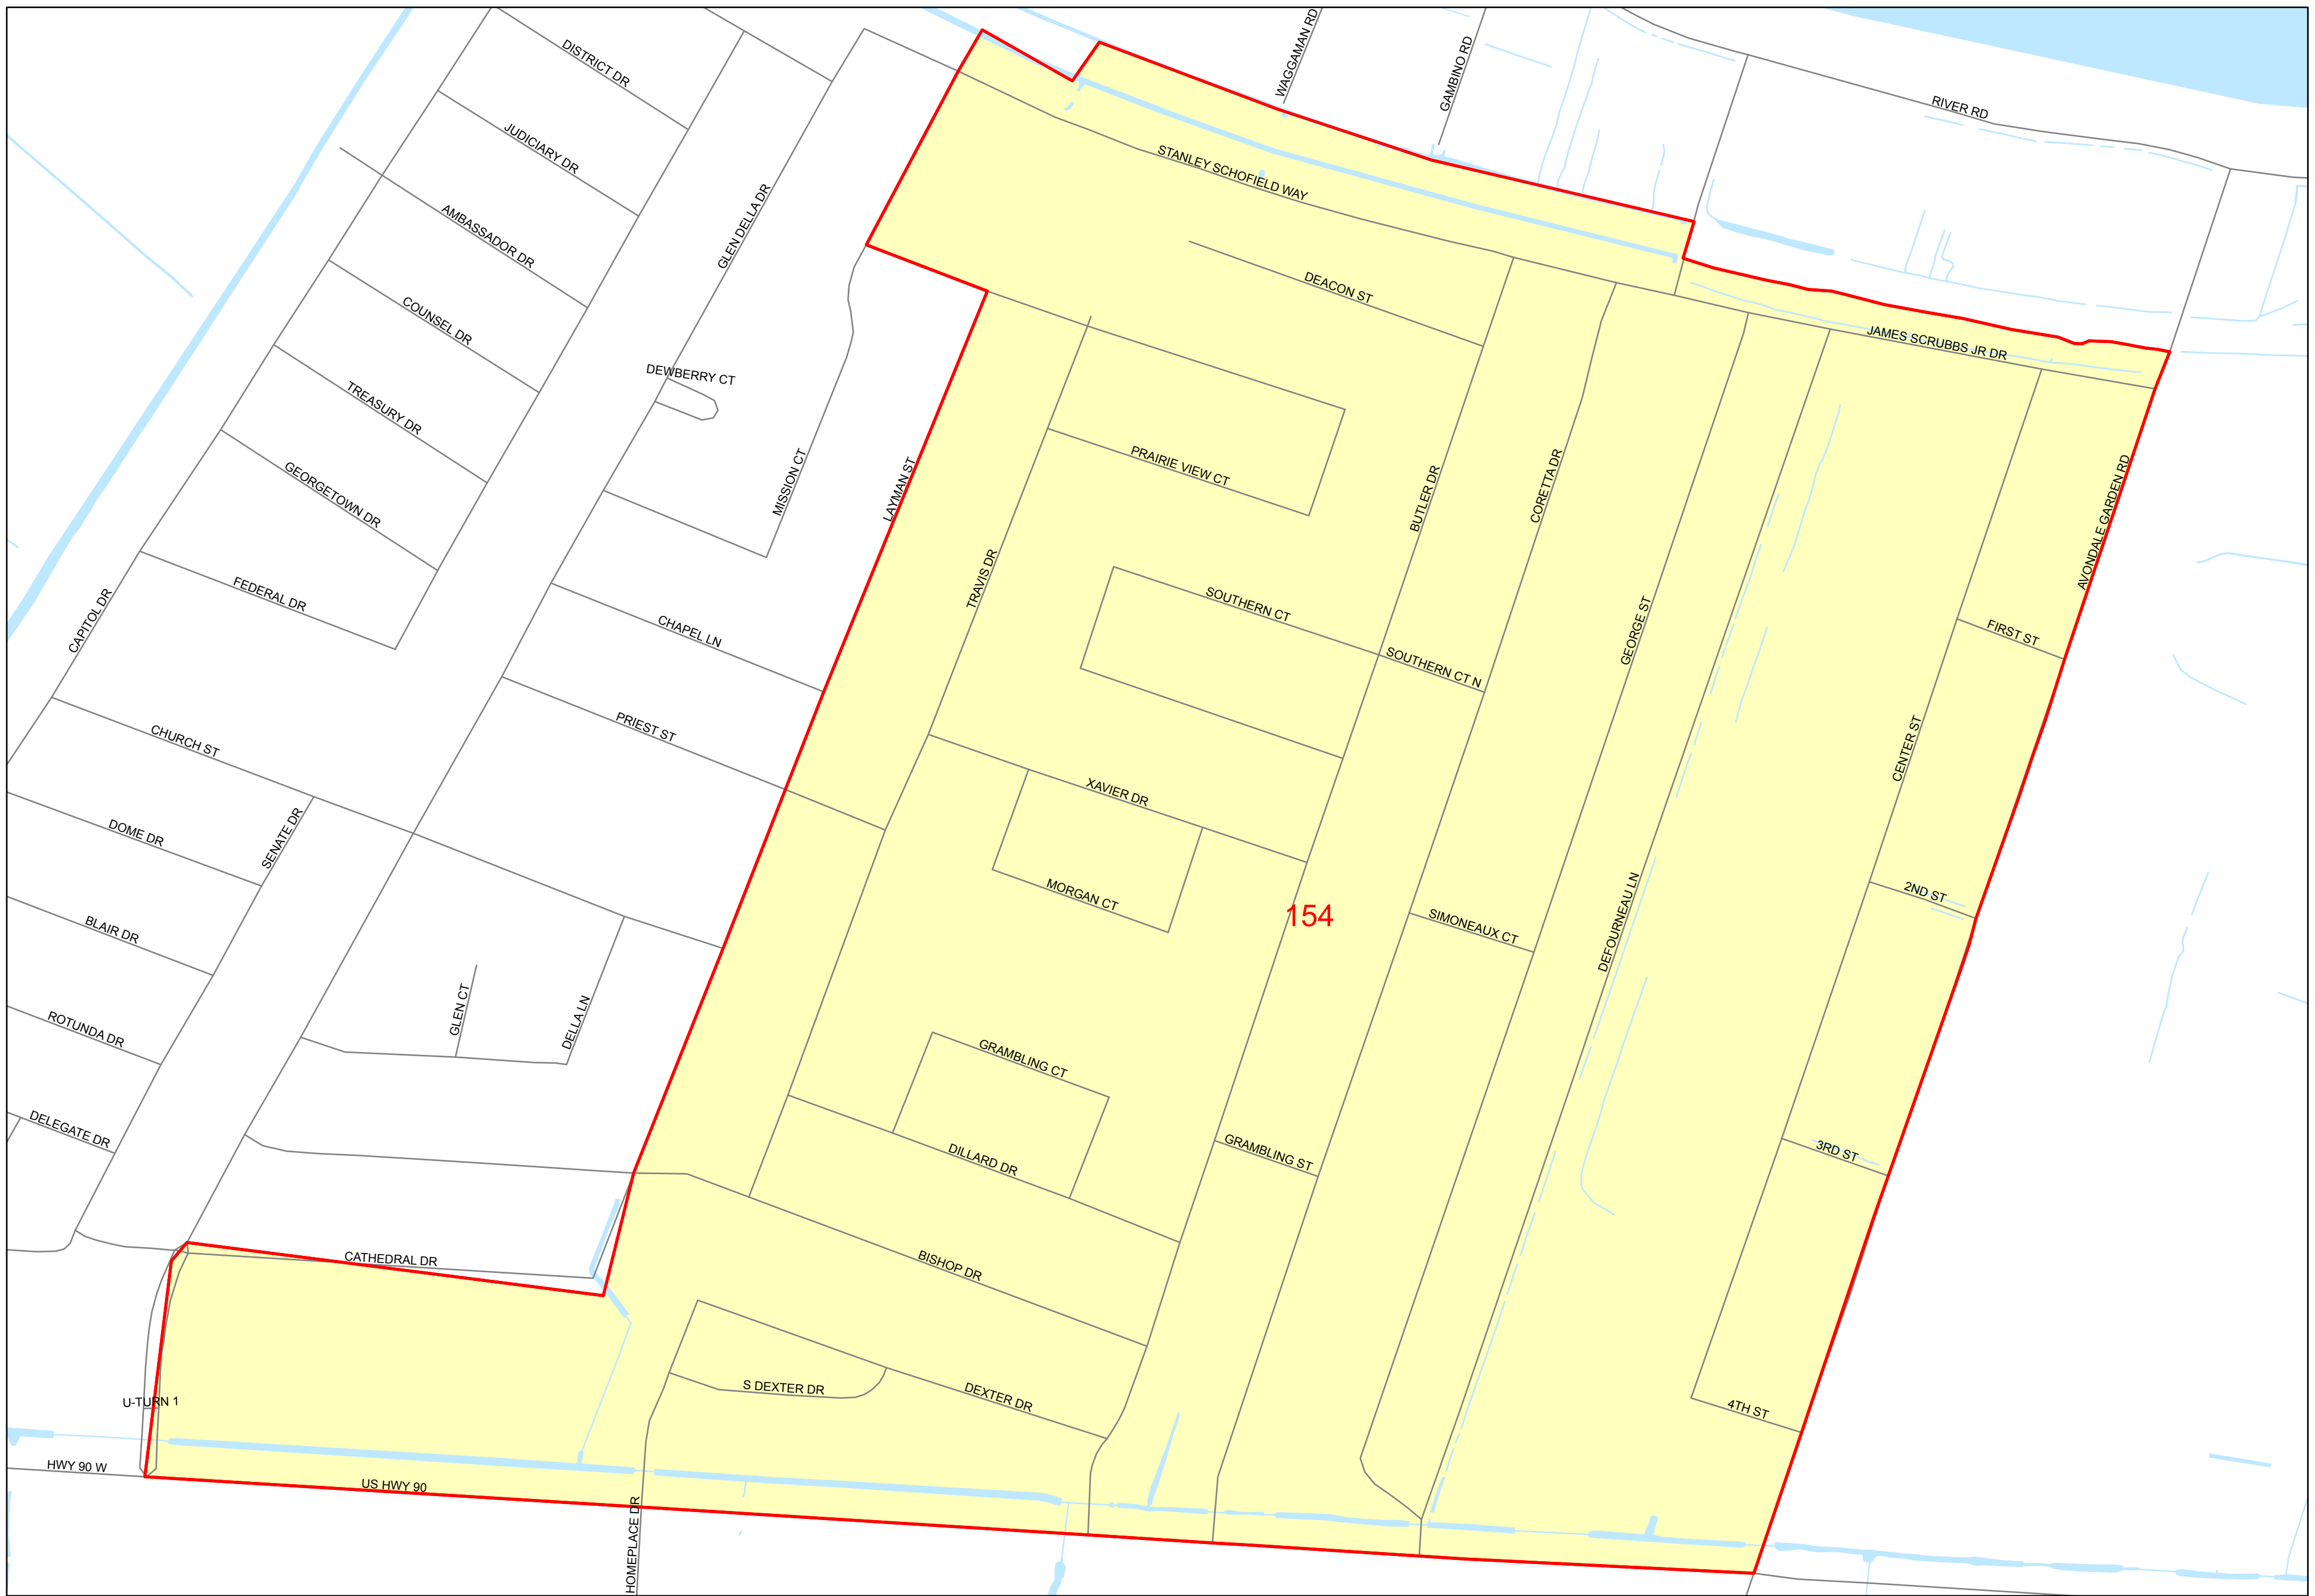 WAGGAMAN RD
GAMBINO RD
DISTRICT DR
RIVER RD
JUDICIARY DR
STANLEY SCHOFIELD WAY
GLEN DELLA DR
AMBASSADOR DR
DEACON ST
COUNSEL DR
JAMES SCRUBBS JR DR
DEWBERRY CT
TREASURY DR
PRAIRIE VIEW CT
MISSION CT
LAYMAN ST
BUTLER DR
CORETTA DR
GEORGETOWN DR
AVONDALE GARDEN RD
TRAVIS DR
FEDERAL DR
CAPITOL DR
SOUTHERN CT
GEORGE ST
FIRST ST
CHAPEL LN
SOUTHERN CT N
PRIEST ST
CHURCH ST
CENTER ST
XAVIER DR
DOME DR
SENATE DR
MORGAN CT
2ND ST
154
DEFOURNEAU LN
BLAIR DR
SIMONEAUX CT
GLEN CT
DELLA LN
ROTUNDA DR
GRAMBLING CT
DELEGATE DR
GRAMBLING ST
3RD ST
DILLARD DR
CATHEDRAL DR
BISHOP DR
S DEXTER DR
DEXTER DR
U-TURN 1
4TH ST
HWY 90 W
US HWY 90
HOMEPLACE DR